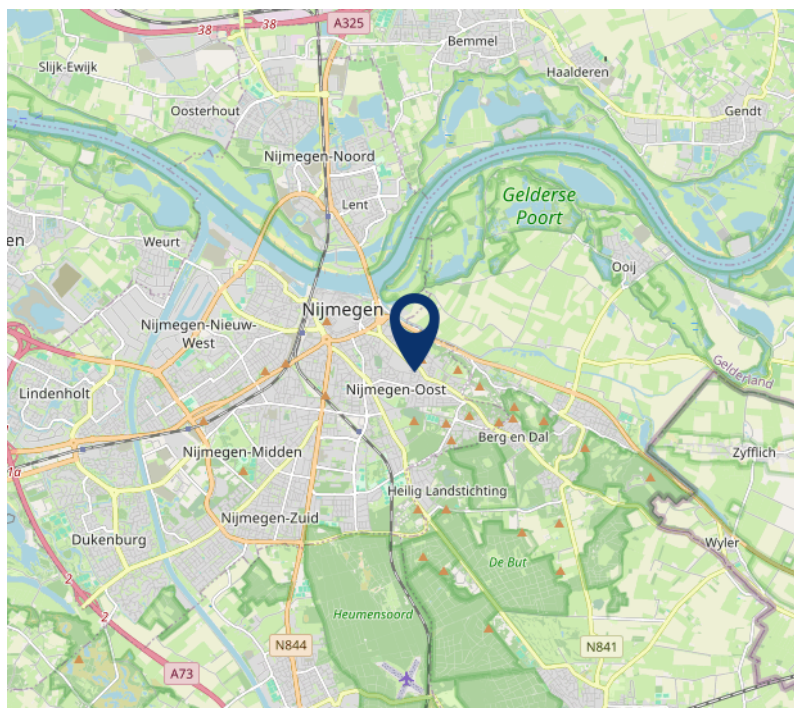 A325
38
38
Bemmel
Slijk-Ewijk
Haalderen
Oosterhout
Gendt
Nijmegen-Noord
Gelderse
Poort
Lent
en
Weurt
Ooij
Nijmegen
Nijmegen-Nieuw-
West
Gelderland
Lindenholt
Nijmegen-Oost
Berg en Dal
Nijmegen-Midden
Zyfflich
1a
Heilig Landstichting
Nijmegen-Zuid
Dukenburg
Wyler
De But
2
Heumensoord
2
N844
N841
A73